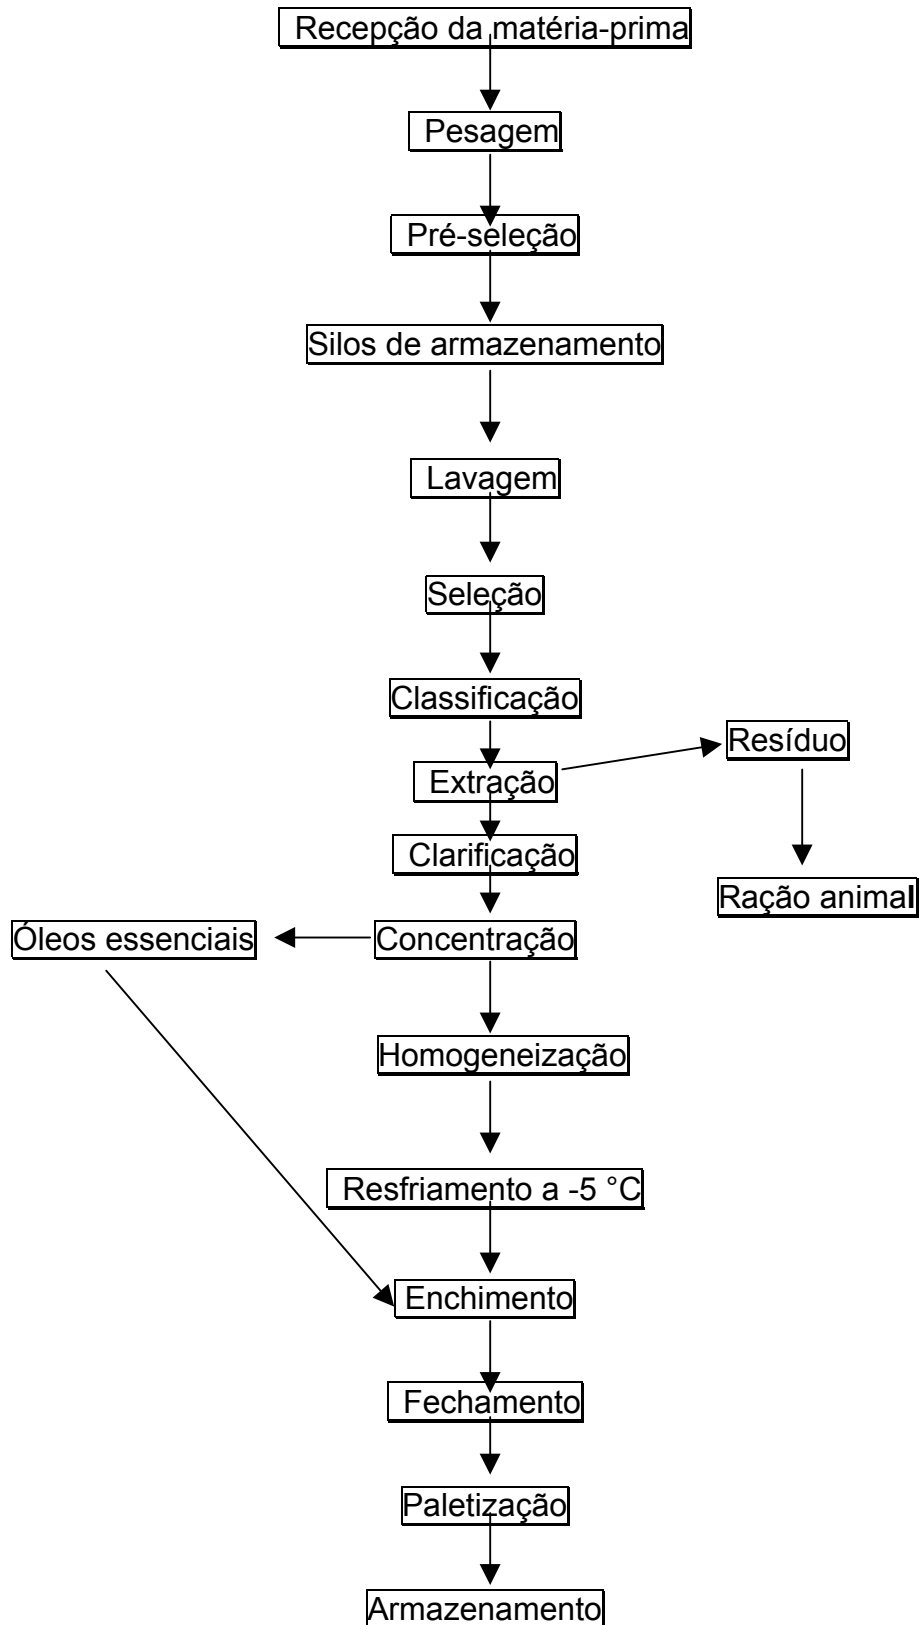 Recepção da matéria-prima
Pesagem
Pré-seleção
Silos de armazenamento
Lavagem
Seleção
Classificação
Resíduo
Extração
Clarificação
Ração animal
Óleos essenciais
Concentração
Homogeneização
Resfriamento a -5 °C
Enchimento
Fechamento
Paletização
Armazenamento